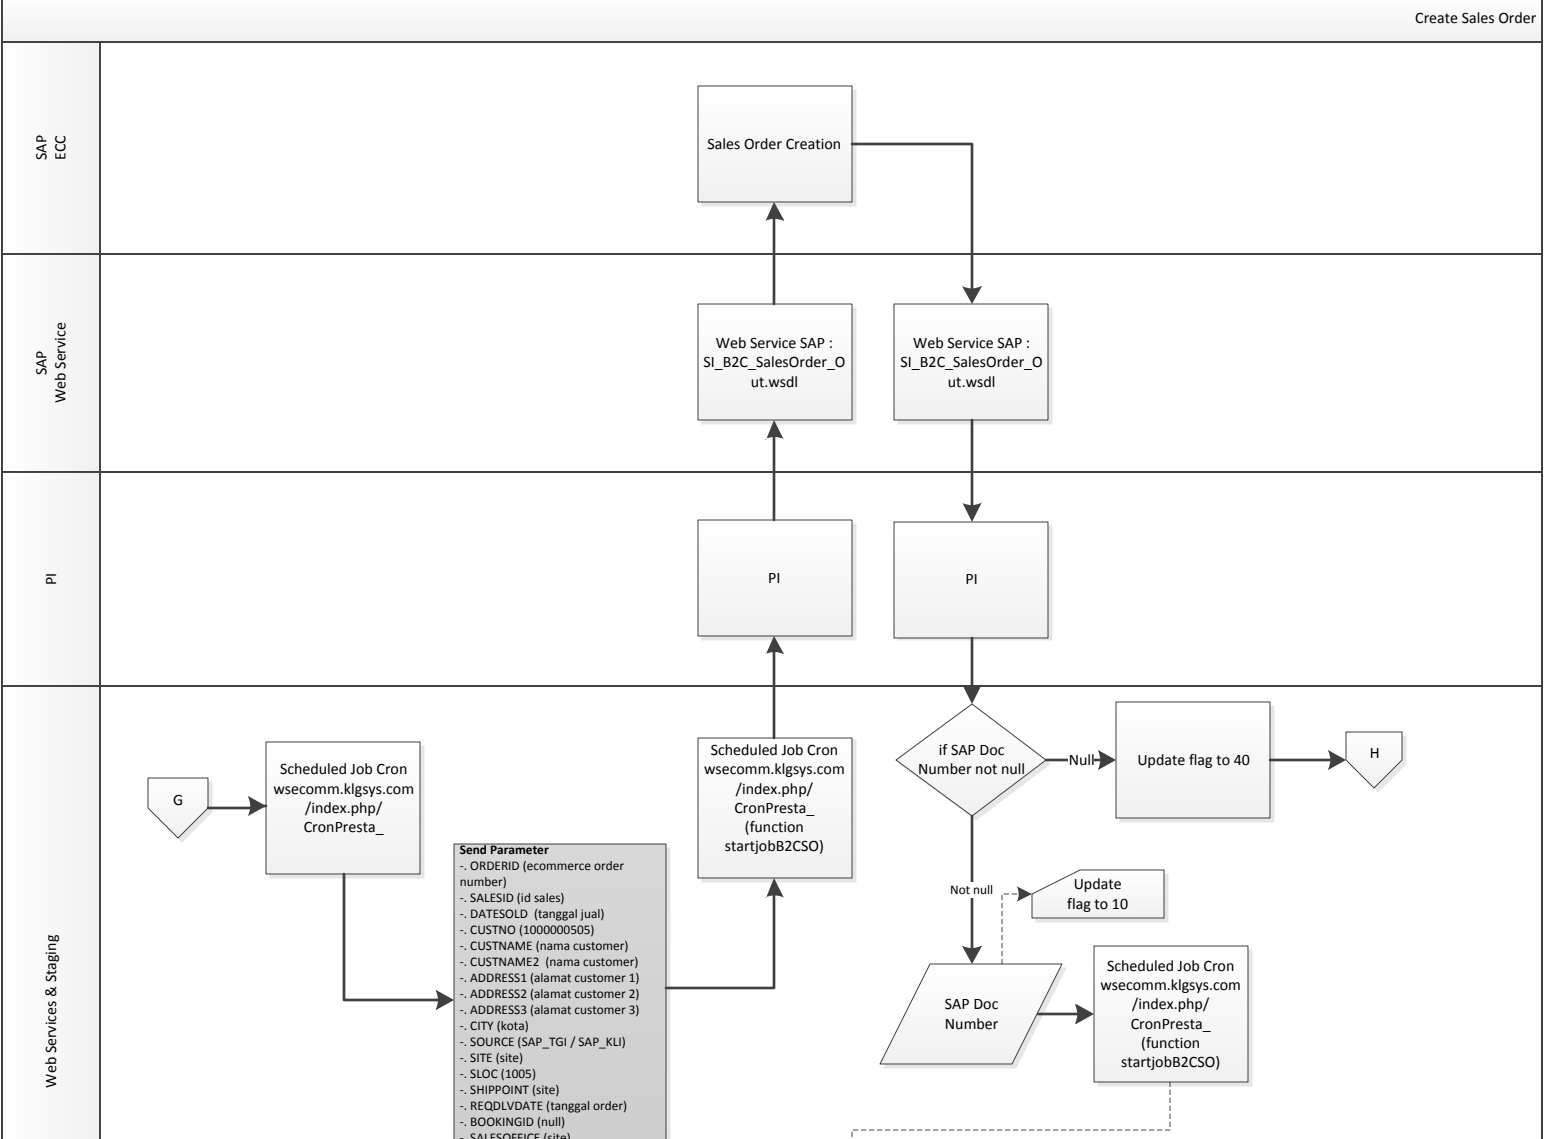 Create Sales Order
SAP
ECC
Sales Order Creation
SAP
Web Service
Web Service SAP :
SI_B2C_SalesOrder_O
ut.wsdl
Web Service SAP :
SI_B2C_SalesOrder_O
ut.wsdl
PI
PI
PI
Web Services & Staging
G
Scheduled Job Cron
wsecomm.klgsys.com
/index.php/
CronPresta_
Send Parameter
-. ORDERID (ecommerce order
number)
-. SALESID (id sales)
-. DATESOLD  (tanggal jual)
-. CUSTNO (1000000505)
-. CUSTNAME (nama customer)
-. CUSTNAME2  (nama customer)
-. ADDRESS1 (alamat customer 1)
-. ADDRESS2 (alamat customer 2)
-. ADDRESS3 (alamat customer 3)
-. CITY (kota)
-. SOURCE (SAP_TGI / SAP_KLI)
-. SITE (site)
-. SLOC (1005)
-. SHIPPOINT (site)
-. REQDLVDATE (tanggal order)
-. BOOKINGID (null)
-. SALESOFFICE (site)
Scheduled Job Cron
wsecomm.klgsys.com
/index.php/
CronPresta_
(function
startjobB2CSO)
if SAP Doc
Number not null
Null
Update flag to 40
H
Not null
Update
flag to 10
SAP Doc
Number
Scheduled Job Cron
wsecomm.klgsys.com
/index.php/
CronPresta_
(function
startjobB2CSO)